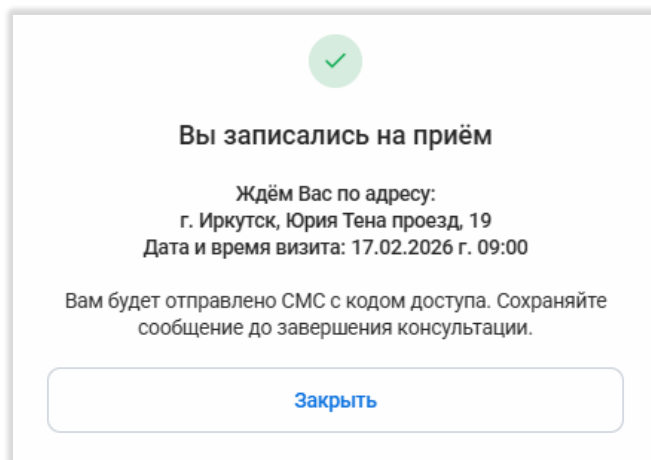 Вы записались на приём
Ждём Вас по адресу:
г. Иркутск, Юрия Тена проезд, 19
Дата и время визита: 17.02.2026 г. 09:00
Вам будет отправлено СМС с кодом доступа. Сохраняйте
сообщение до завершения консультации.
Закрыть